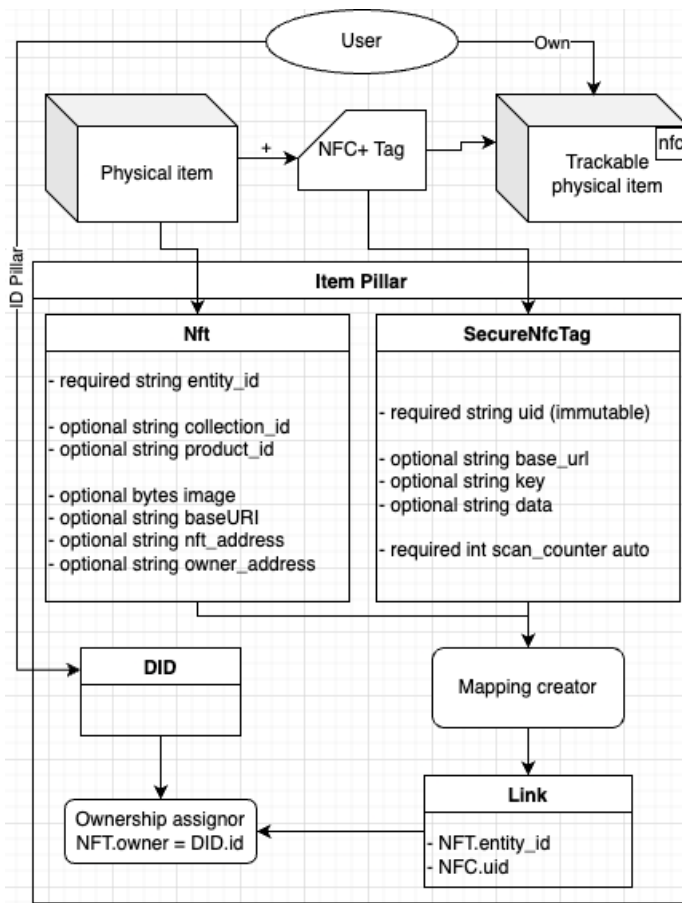 User
Own
Physical item
+
NFC+ Tag
nfc
Trackable
physical item
ID Pillar
Item Pillar
Nft
- required string entity_id
- optional string collection_id
- optional string product_id
- optional bytes image
- optional string baseURI
- optional string nft_address
- optional string owner_address
SecureNfcTag
- required string uid (immutable)
- optional string base_url
- optional string key
- optional string data
- required int scan_counter auto
DID
Mapping creator
Ownership assignor
NFT.owner = DID.id
Link
- NFT.entity_id
- NFC.uid